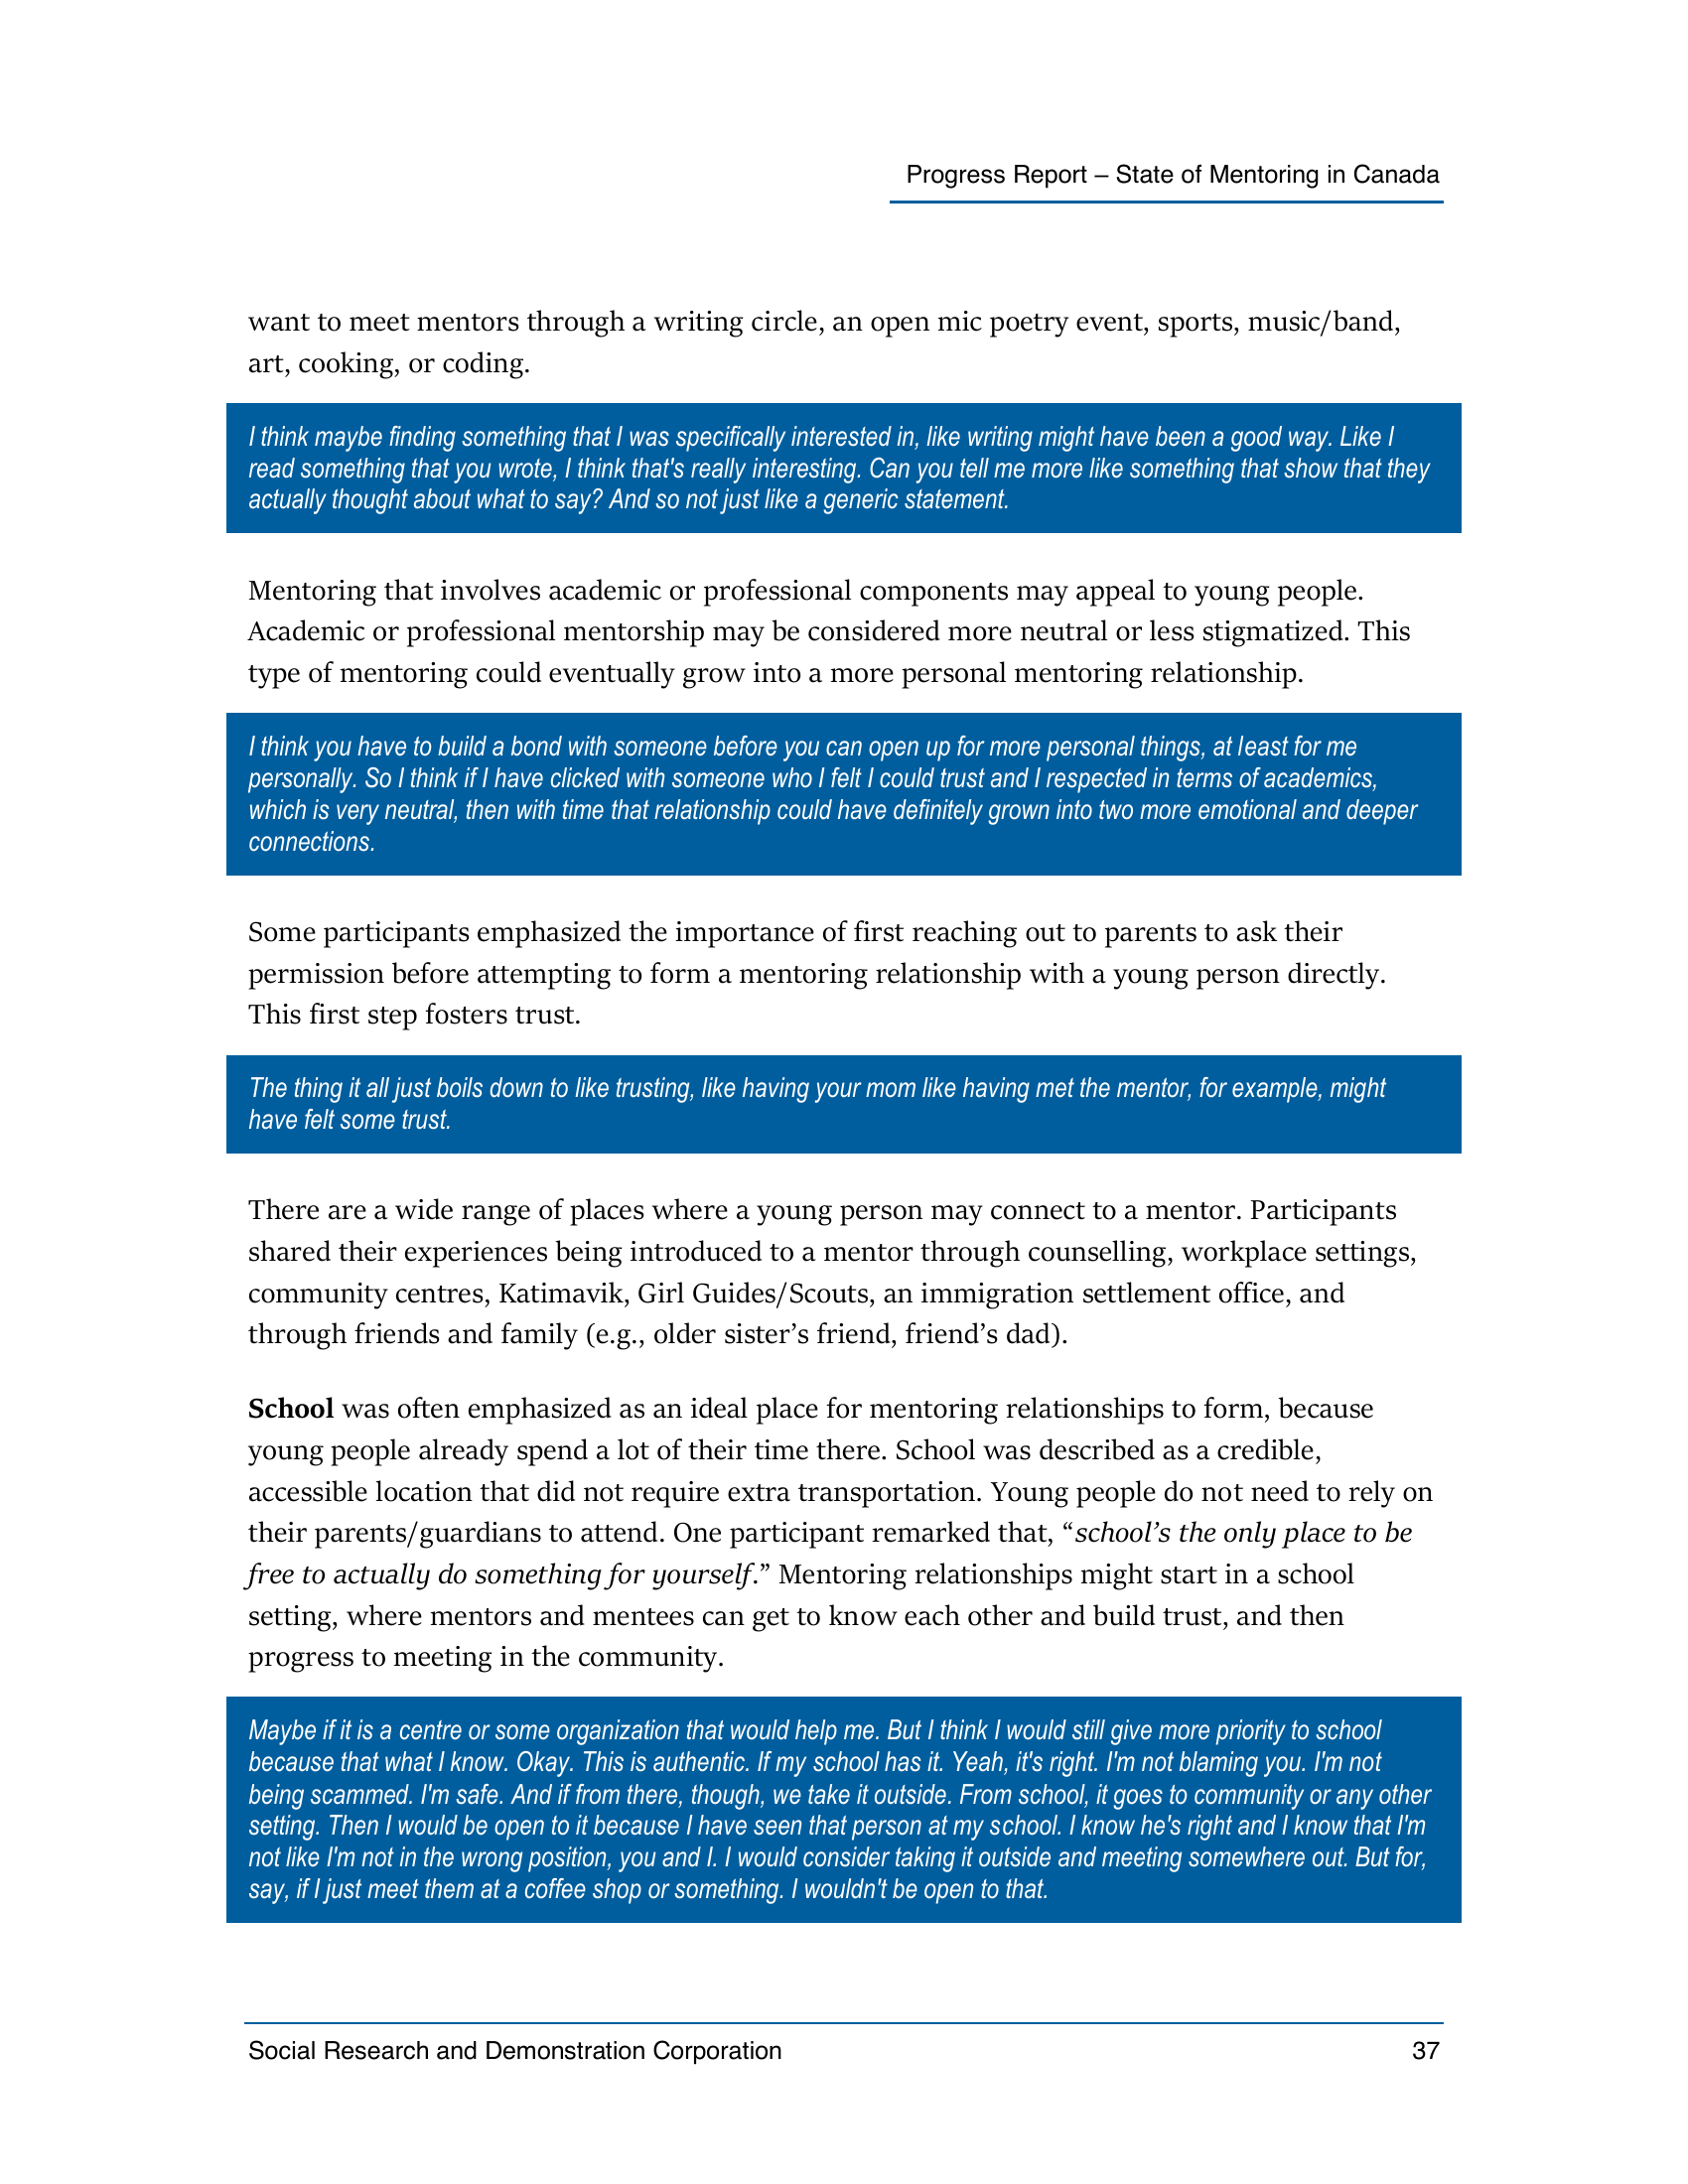 Progress Report – State of Mentoring in Canada
want to meet mentors through a writing circle, an open mic poetry event, sports, music/band,
art, cooking, or coding.
I think maybe finding something that I was specifically interested in, like writing might have been a good way. Like I
read something that you wrote, I think that's really interesting. Can you tell me more like something that show that they
actually thought about what to say? And so not just like a generic statement.
Mentoring that involves academic or professional components may appeal to young people.
Academic or professional mentorship may be considered more neutral or less stigmatized. This
type of mentoring could eventually grow into a more personal mentoring relationship.
I think you have to build a bond with someone before you can open up for more personal things, at least for me
personally. So I think if I have clicked with someone who I felt I could trust and I respected in terms of academics,
which is very neutral, then with time that relationship could have definitely grown into two more emotional and deeper
connections.
Some participants emphasized the importance of first reaching out to parents to ask their
permission before attempting to form a mentoring relationship with a young person directly.
This first step fosters trust.
The thing it all just boils down to like trusting, like having your mom like having met the mentor, for example, might
have felt some trust.
There are a wide range of places where a young person may connect to a mentor. Participants
shared their experiences being introduced to a mentor through counselling, workplace settings,
community centres, Katimavik, Girl Guides/Scouts, an immigration settlement office, and
through friends and family (e.g., older sister’s friend, friend’s dad).
School was often emphasized as an ideal place for mentoring relationships to form, because
young people already spend a lot of their time there. School was described as a credible,
accessible location that did not require extra transportation. Young people do not need to rely on
their parents/guardians to attend. One participant remarked that, “school’s the only place to be
free to actually do something for yourself.” Mentoring relationships might start in a school
setting, where mentors and mentees can get to know each other and build trust, and then
progress to meeting in the community.
Maybe if it is a centre or some organization that would help me. But I think I would still give more priority to school
because that what I know. Okay. This is authentic. If my school has it. Yeah, it's right. I'm not blaming you. I'm not
being scammed. I'm safe. And if from there, though, we take it outside. From school, it goes to community or any other
setting. Then I would be open to it because I have seen that person at my school. I know he's right and I know that I'm
not like I'm not in the wrong position, you and I. I would consider taking it outside and meeting somewhere out. But for,
say, if I just meet them at a coffee shop or something. I wouldn't be open to that.
Social Research and Demonstration Corporation
37